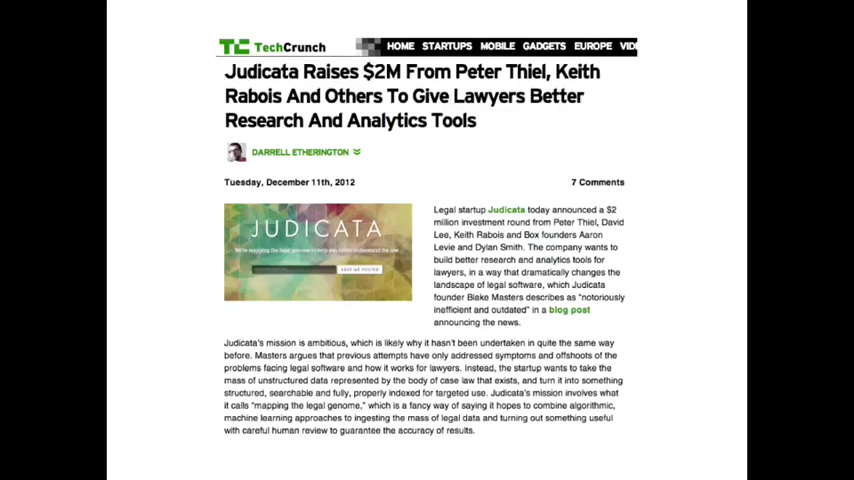 TC TechCrunch HOME STARTUPS MOBILE GADGETS EUROPE
Judicata Raises $2M From Peter Thiel, Keith
Rabois And Others To Give Lawyers Better
Research And Analytics Tools
DARRELL ETHERINGTON
Tuesday, December 11th, 2012 7 Comments
JUDICATA
Legal startup Judicata today announced a $2
million investment round from Peter Thiel, David
Lee, Keith Rabois and Box founders Aaron
Levie and Dylan Smith. The company wants to
build better research and analytics tools for
lawyers, in a way that dramatically changes the
landscape of legal software, which Judicata
founder Blake Masters describes as "notoriously
inefficient and outdated" in a blog post
announcing the news.
Judicata's mission is ambitious, which is likely why it hasn't been undertaken in quite the same way
before. Masters argues that previous attempts have only addressed symptoms and offshoots of the
problems facing legal software and how it works for lawyers. Instead, the startup wants to take the
mass of unstructured data represented by the body of case law that exists, and turn it into something
structured, searchable and fully, properly indexed for targeted use. Judicata's mission involves what
it calls "mapping the legal genome," which is a fancy way of saying it hopes to combine algorithmic,
machine learning approaches to ingesting the mass of legal data and turning out something useful
with careful human review to guarantee the accuracy of results.